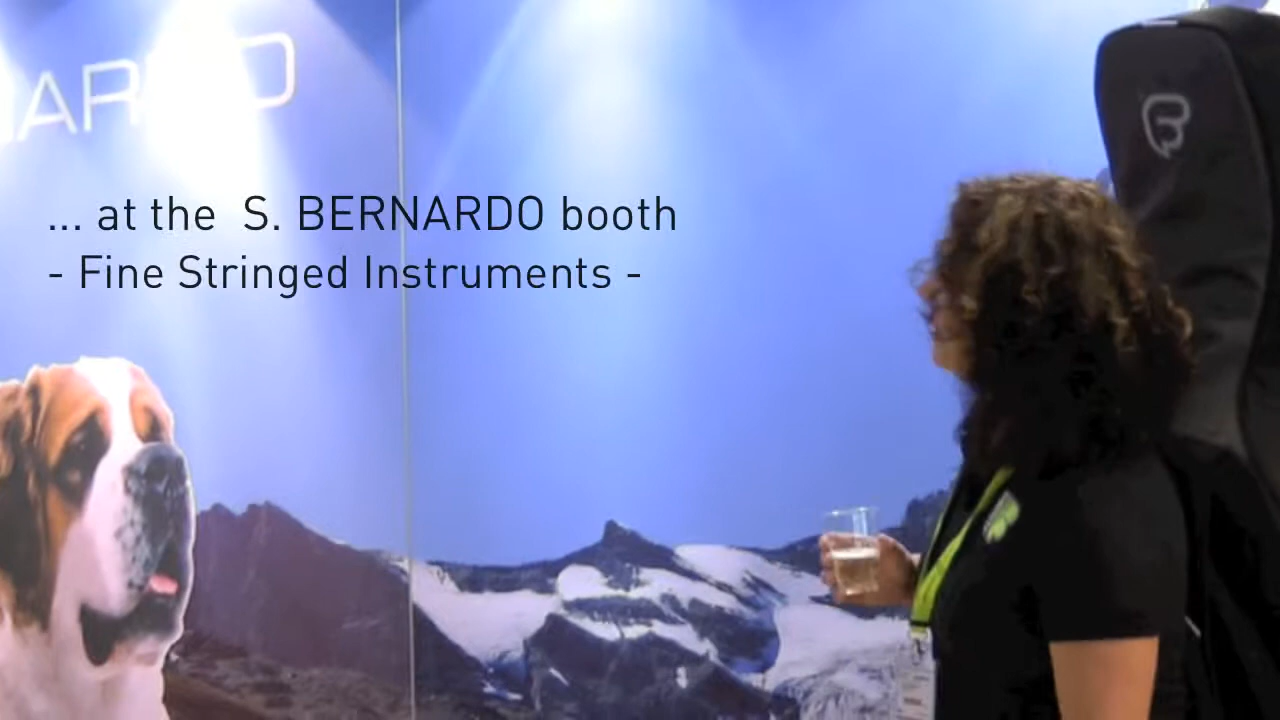 ... at the S. BERNARDO booth
- Fine Stringed Instruments -